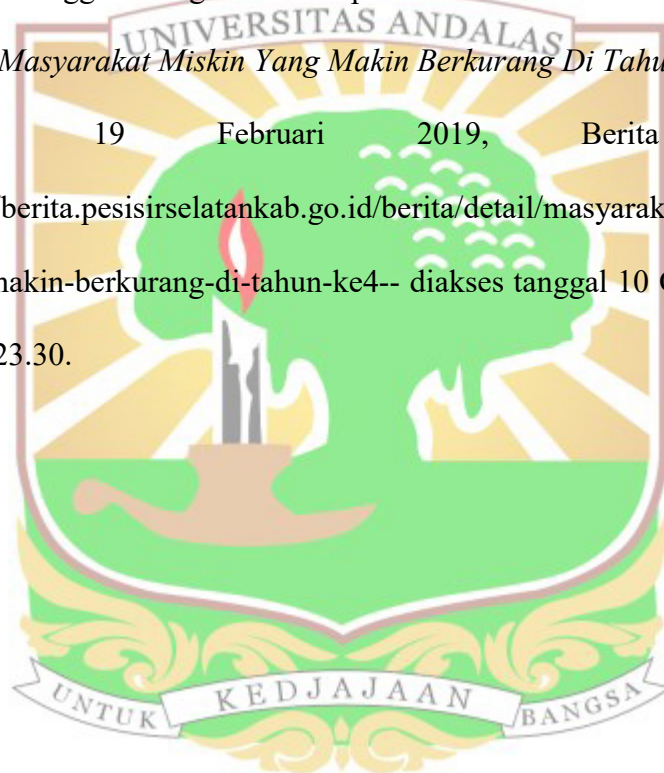 UNIVERSITAS ANDALAS
Masyarakat Miskin Yang Makin Berkurang Di Tahu
19 Februari 2019, Berita
/berita.pesisirselatankab.go.id/berita/detail/masyarak
nakin-berkurang-di-tahun-ke4-- diakses tanggal 10
23.30.
UNTUK KEDJAJAAN BANGSA